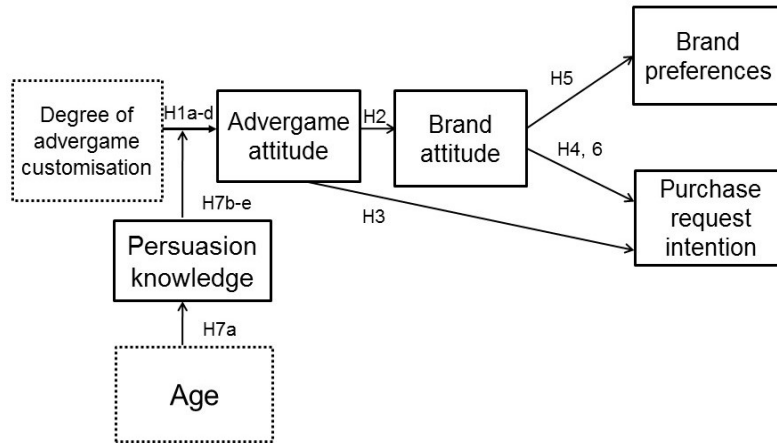 Brand
preferences
H5
Degree of
advergame
customisation
H1a-d
Advergame
attitude
H2
Brand
attitude
H4, 6
Purchase
request
intention
H7b-e
H3
Persuasion
knowledge
H7a
Age